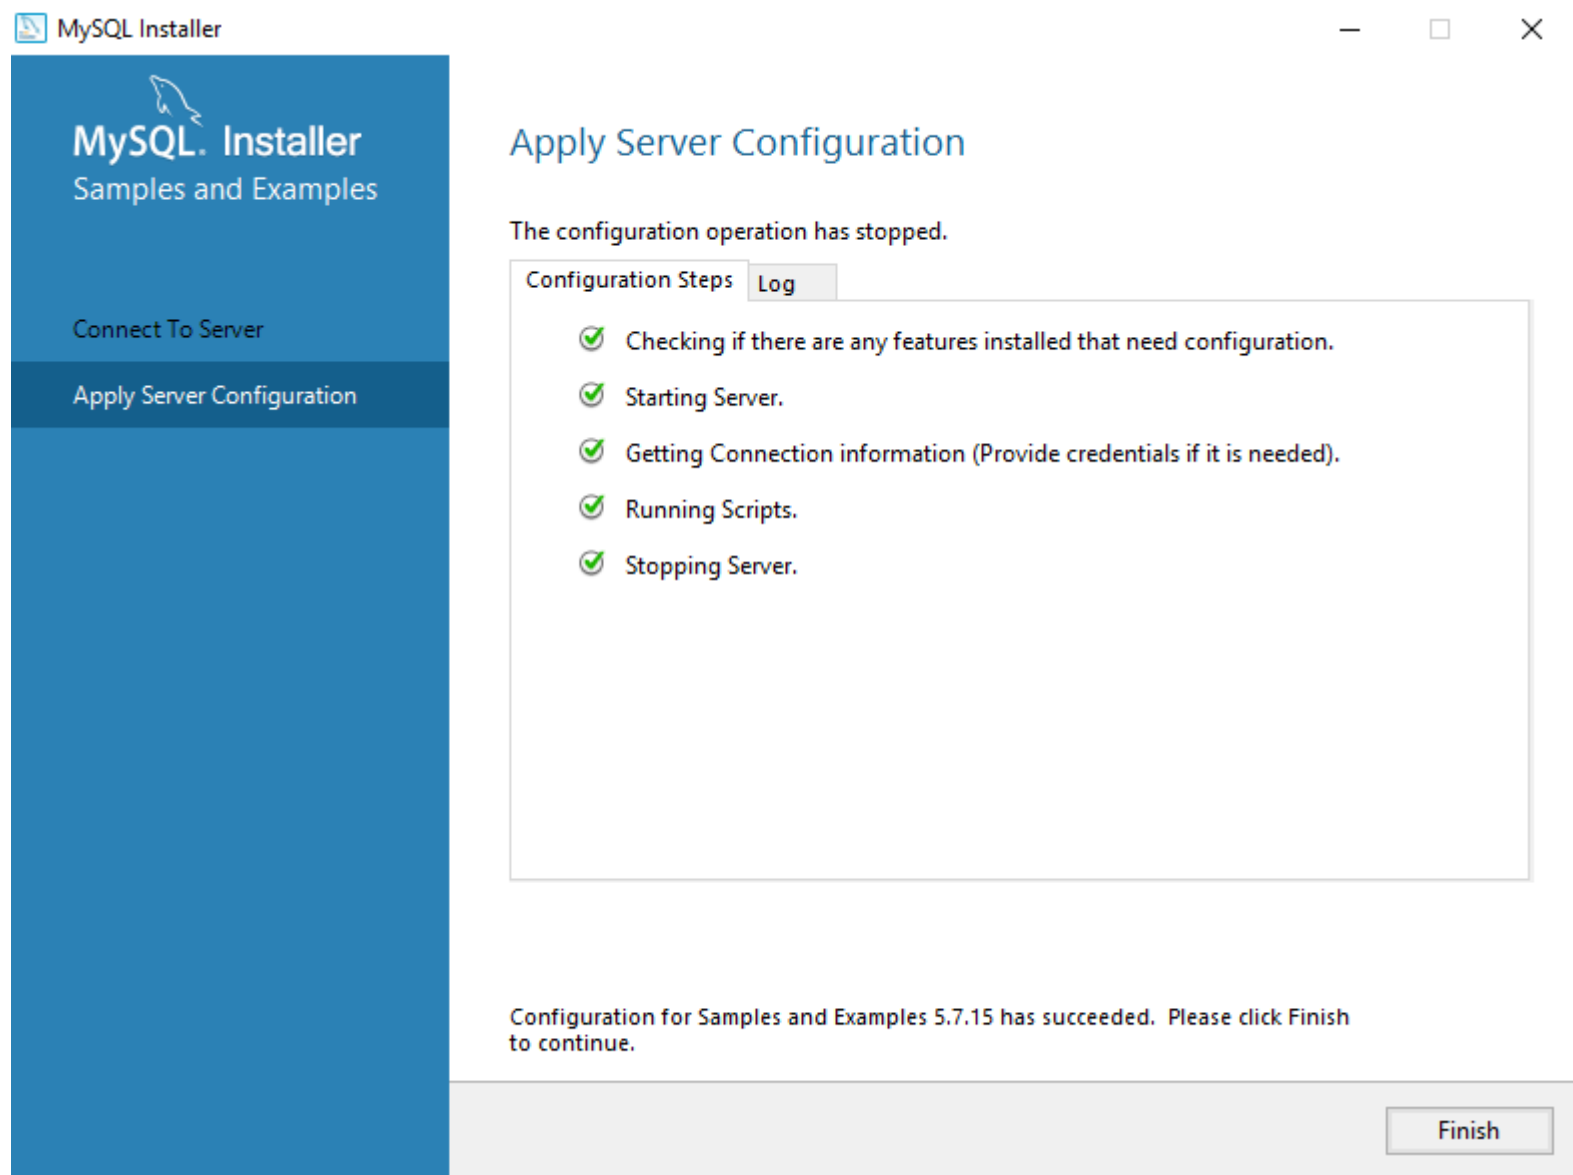 MySQL Installer
MySQL. Installer
Samples and Examples
Connect To Server
Apply Server Configuration
Apply Server Configuration
The configuration operation has stopped.
Configuration Steps
Log
Checking if there are any features installed that need configuration.
Starting Server.
Getting Connection information (Provide credentials if it is needed).
Running Scripts.
Stopping Server.
Configuration for Samples and Examples 5.7.15 has succeeded. Please click Finish
to continue.
Finish